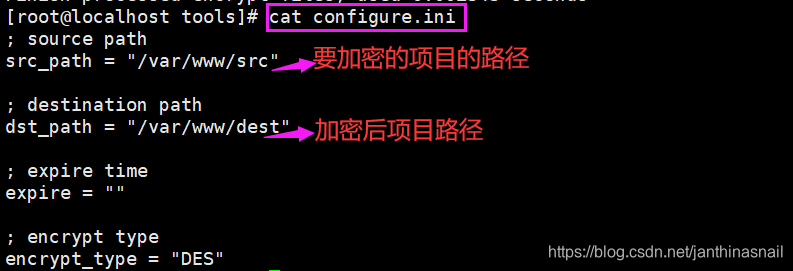 [root@localhost tools]# cat configure.ini
; source path
src_path = "/var/www/src" 要加密的项目的路径
; destination path
dst_path = "/var/www/dest" 加密后项目路径
; expire time
expire = ""
; encrypt type
encrypt_type = "DES"
https://blog.csdn.net/janthinasnail